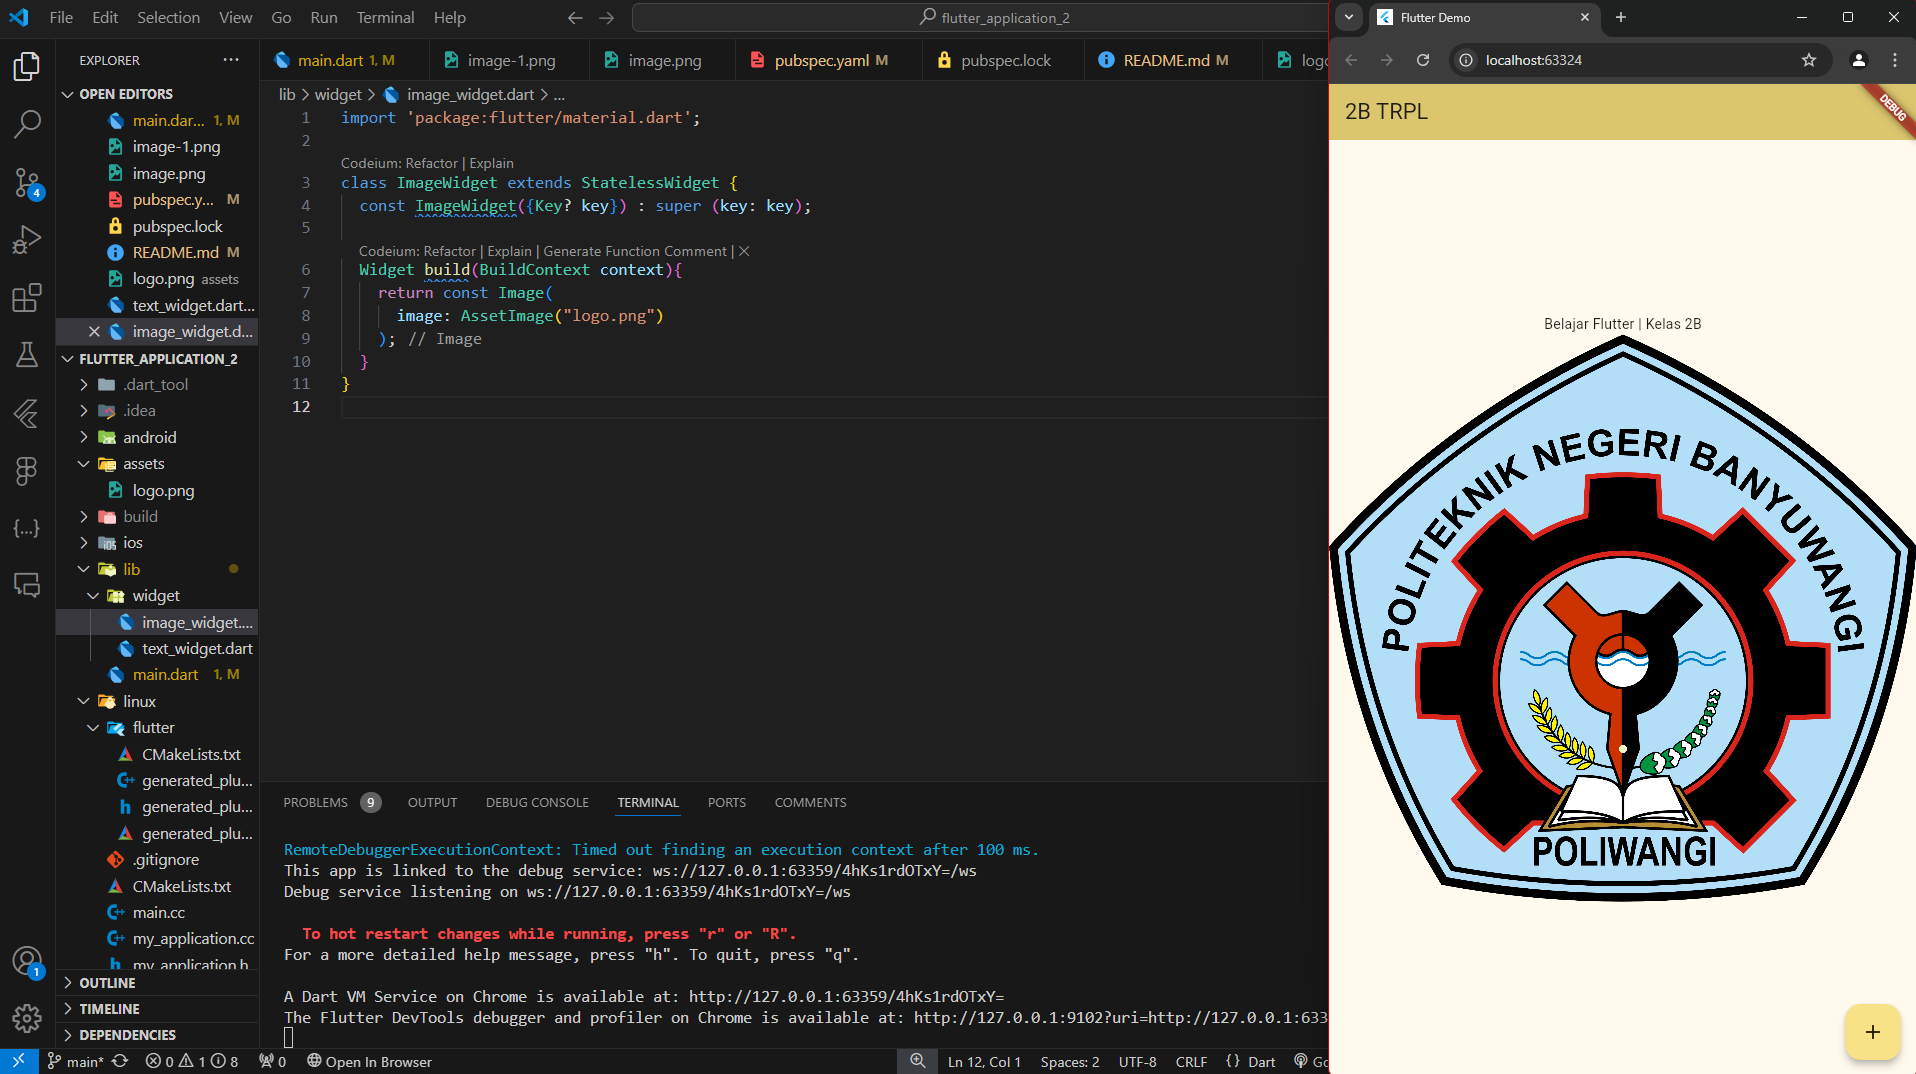 File Edit Selection View Go Run Terminal Help
flutter_application_2
EXPLORER
OPEN EDITORS
main.dar... 1, M
image-1.png
image.png
pubspec.y... M
pubspec.lock
README.md M
logo.png assets
text_widget.dart...
image_widget.d...
FLUTTER_APPLICATION_2
.dart_tool
.idea
android
assets
logo.png
build
ios
lib
widget
image_widget....
text_widget.dart
main.dart 1, M
linux
flutter
CMakeLists.txt
generated_plu...
generated_plu...
generated_plu...
.gitignore
CMakeLists.txt
main.cc
my_application.cc
my_application.h
OUTLINE
TIMELINE
DEPENDENCIES
main.dart 1, M
image-1.png
image.png
pubspec.yaml M
pubspec.lock
README.md M
logo
lib > widget > image_widget.dart > ...
1 import 'package:flutter/material.dart';
2
Codeium: Refactor | Explain
3 class ImageWidget extends StatelessWidget {
4 const ImageWidget({Key? key}) : super (key: key);
5
Codeium: Refactor | Explain | Generate Function Comment | ×
6 Widget build(BuildContext context){
7 return const Image(
8 image: AssetImage("logo.png")
9 ); // Image
10 }
11 }
12
PROBLEMS 9 OUTPUT DEBUG CONSOLE TERMINAL PORTS COMMENTS
RemoteDebuggerExecutionContext: Timed out finding an execution context after 100 ms.
This app is linked to the debug service: ws://127.0.0.1:63359/4hKs1rdOTxY=/ws
Debug service listening on ws://127.0.0.1:63359/4hKs1rdOTxY=/ws
To hot restart changes while running, press "r" or "R".
For a more detailed help message, press "h". To quit, press "q".
A Dart VM Service on Chrome is available at: http://127.0.0.1:63359/4hKs1rdOTxY=
The Flutter DevTools debugger and profiler on Chrome is available at: http://127.0.0.1:9102?uri=http://127.0.0.1:633
4
1
main* 0 1 8 0 Open In Browser
Ln 12, Col 1 Spaces: 2 UTF-8 CRLF {} Dart Go
Flutter Demo
localhost:63324
2B TRPL
DEBUG
Belajar Flutter | Kelas 2B
POLITEKNIK NEGERI BANYUWANGI
POLIWANGI
+